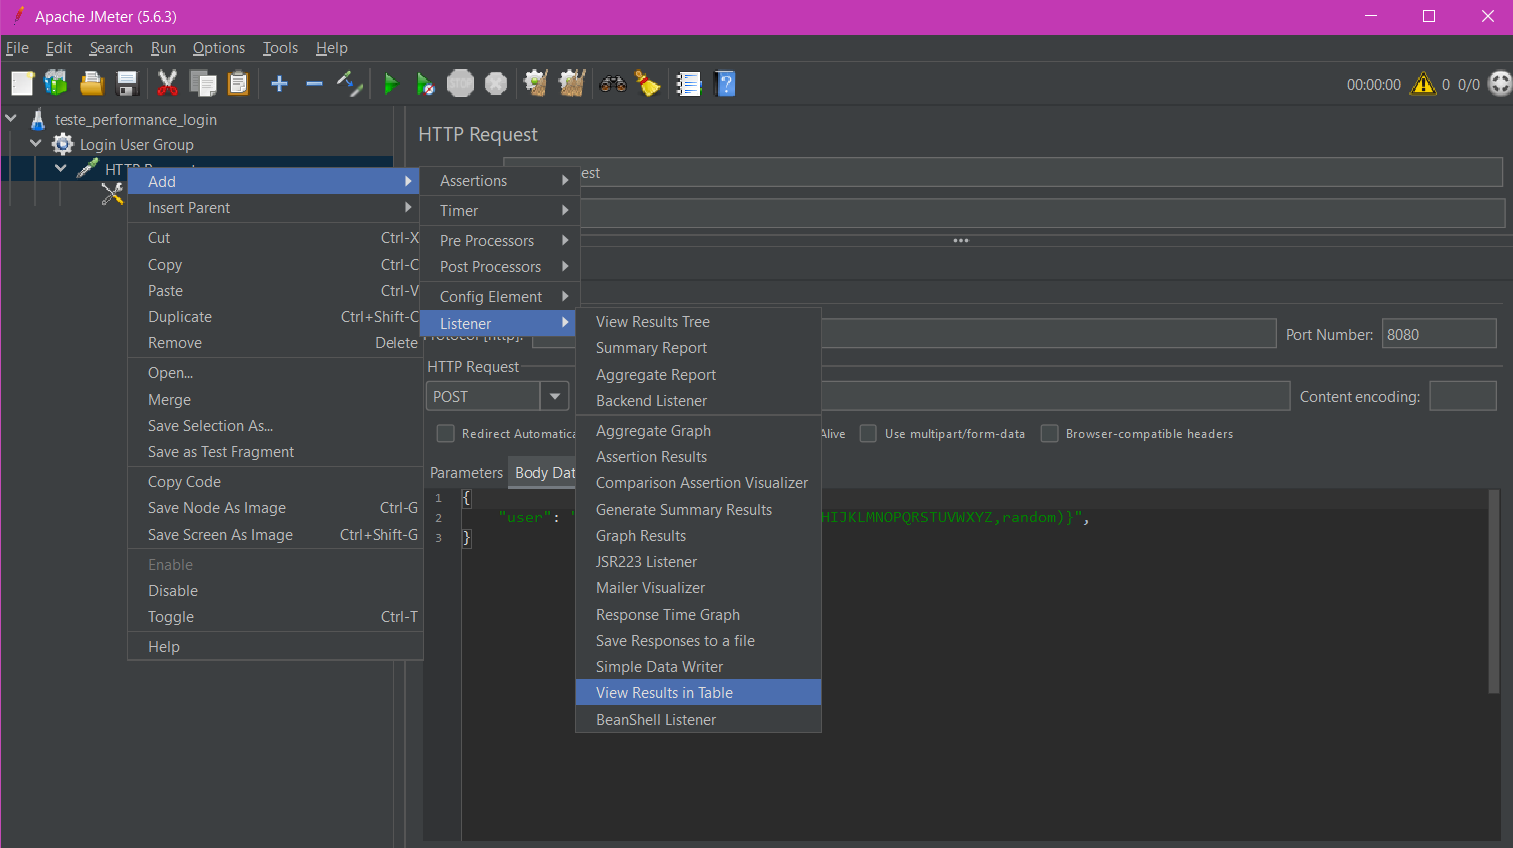 Apache JMeter (5.6.3)
File Edit Search Run Options Tools Help
STOP
00:00:00 0 0/0
teste_performance_login
Login User Group
HTTP Request
HTTP Request
est
Add
Insert Parent
Cut Ctrl-X
Copy Ctrl-C
Paste Ctrl-V
Duplicate Ctrl+Shift-C
Remove Delete
Open...
Merge
Save Selection As...
Save as Test Fragment
Copy Code
Save Node As Image Ctrl-G
Save Screen As Image Ctrl+Shift-G
Enable
Disable
Toggle Ctrl-T
Help
Assertions
Timer
Pre Processors
Post Processors
Config Element
Listener
View Results Tree
Summary Report
Aggregate Report
Backend Listener
Aggregate Graph
Assertion Results
Comparison Assertion Visualizer
Generate Summary Results
Graph Results
JSR223 Listener
Mailer Visualizer
Response Time Graph
Save Responses to a file
Simple Data Writer
View Results in Table
BeanShell Listener
Protocol [http]:
Port Number: 8080
HTTP Request
POST
Content encoding:
Redirect Automatica
Alive
Use multipart/form-data
Browser-compatible headers
Parameters Body Dat
1 {
2 "user": " HIJKLMNOPQRSTUVWXYZ,random)}",
3 }